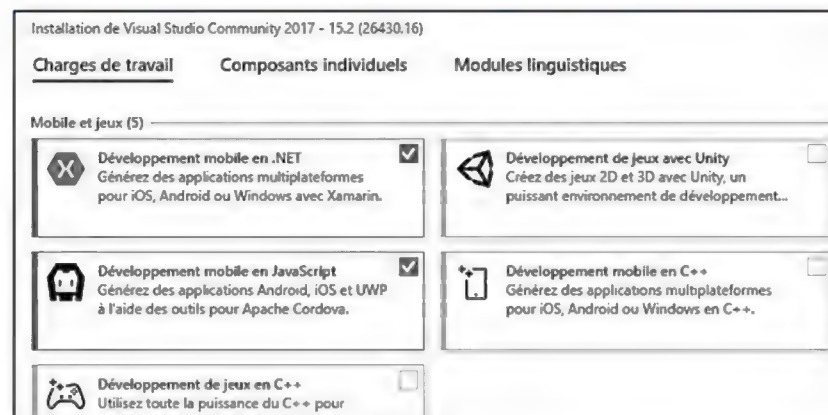 Installation de Visual Studio Community 2017 - 15.2 (26430.16)
Charges de travail Composants individuels Modules linguistiques
Mobile et jeux (5)
Développement mobile en .NET
Générez des applications multiplateformes
pour iOS, Android ou Windows avec Xamarin.
Développement de jeux avec Unity
Créez des jeux 2D et 3D avec Unity, un
puissant environnement de développement...
Développement mobile en JavaScript
Générez des applications Android, iOS et UWP
à l'aide des outils pour Apache Cordova.
Développement mobile en C++
Générez des applications multiplateformes
pour iOS, Android ou Windows en C++.
Développement de jeux en C++
Utilisez toute la puissance du C++ pour